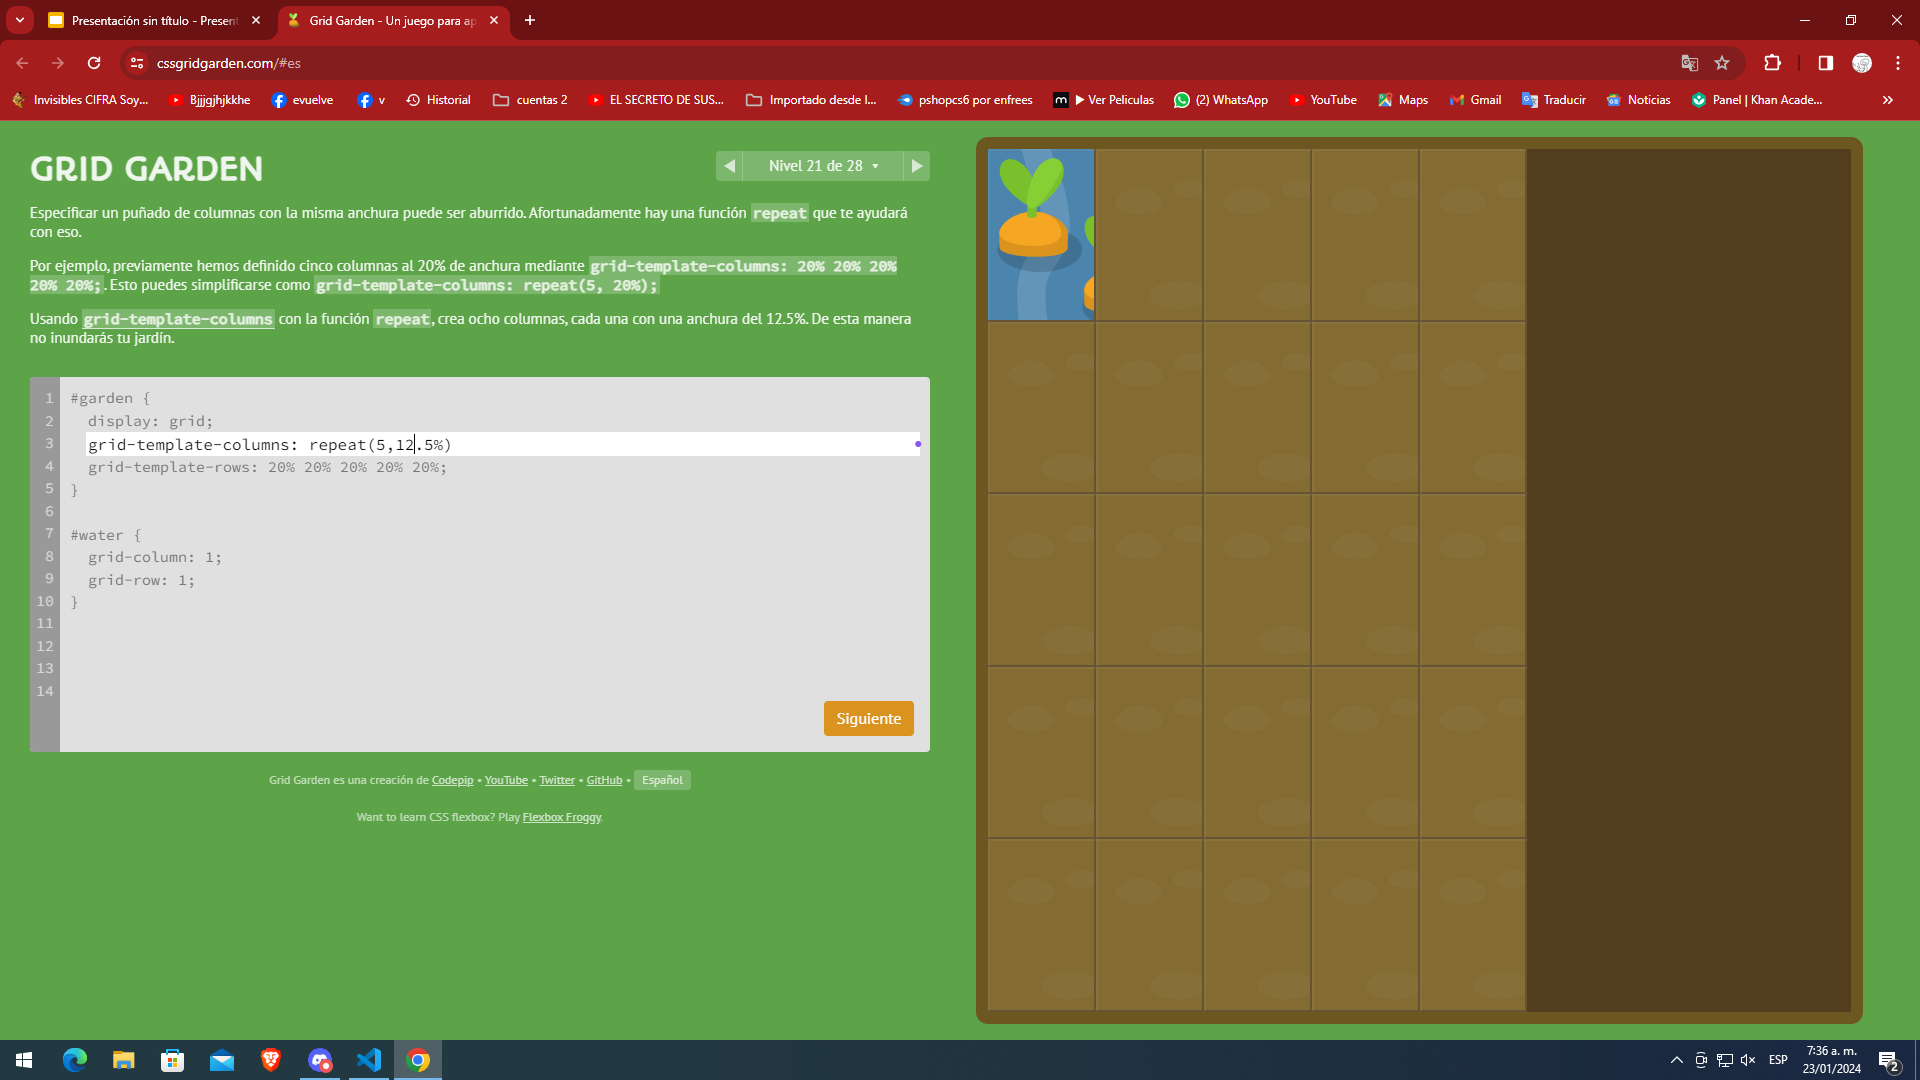 Presentación sin título - Present
Grid Garden - Un juego para ap
cssgridgarden.com/#es
Invisibles CIFRA Soy...
Bjjjgjhjkkhe
evuelve
v
Historial
cuentas 2
EL SECRETO DE SUS...
Importado desde l...
pshopcs6 por enfrees
m
▶ Ver Peliculas
(2) WhatsApp
YouTube
Maps
Gmail
Traducir
Noticias
Panel | Khan Acade...
»
GRID GARDEN
Nivel 21 de 28
Especificar un puñado de columnas con la misma anchura puede ser aburrido. Afortunadamente hay una función repeat que te ayudará
con eso.
Por ejemplo, previamente hemos definido cinco columnas al 20% de anchura mediante grid-template-columns: 20% 20% 20%
20% 20%;. Esto puedes simplificarse como grid-template-columns: repeat(5, 20%);
Usando grid-template-columns con la función repeat, crea ocho columnas, cada una con una anchura del 12.5%. De esta manera
no inundarás tu jardín.
1 #garden {
2 display: grid;
3 grid-template-columns: repeat(5,12.5%)
4 grid-template-rows: 20% 20% 20% 20% 20%;
5 }
6
7 #water {
8 grid-column: 1;
9 grid-row: 1;
10 }
11
12
13
14
Siguiente
Grid Garden es una creación de Codepip • YouTube • Twitter • GitHub • Español
Want to learn CSS flexbox? Play Flexbox Froggy.
ESP
7:36 a. m.
23/01/2024
2